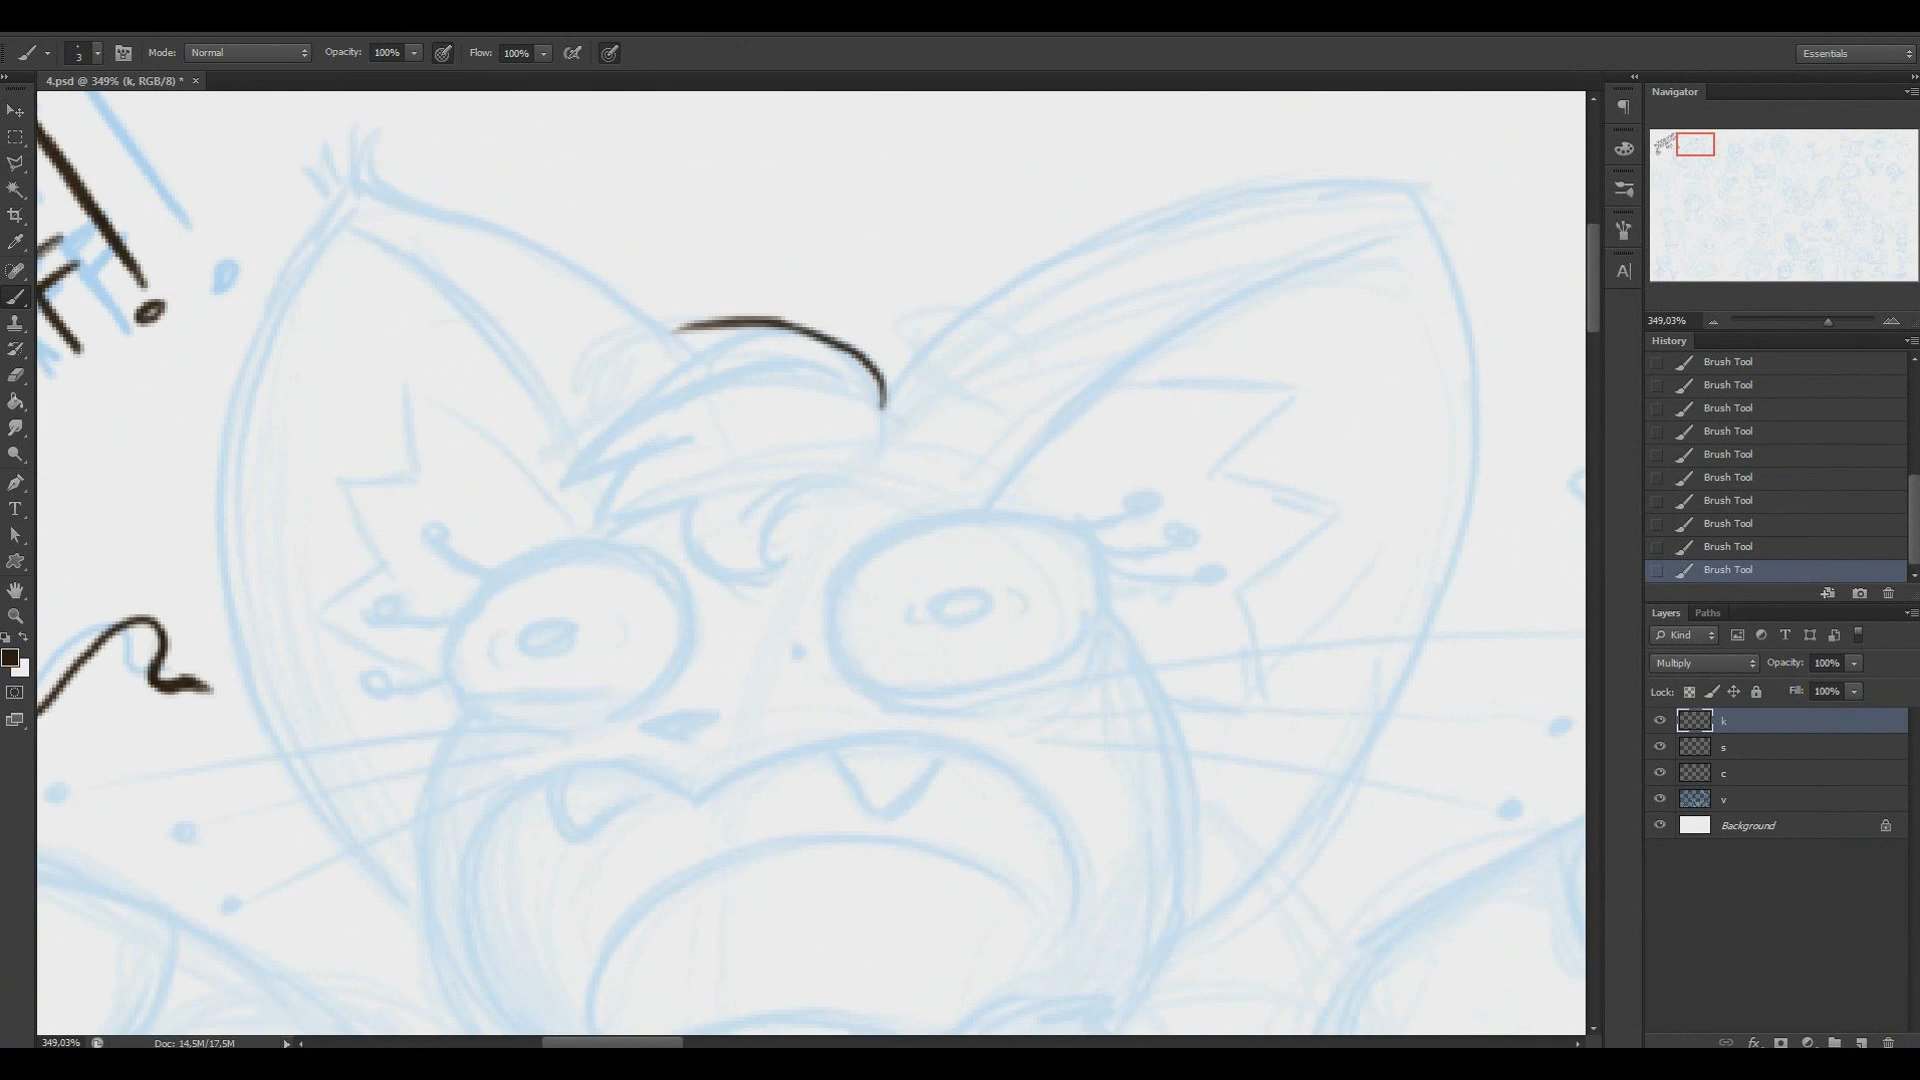 3 Mode: Normal Opacity: 100% Flow: 100% Essentials
4.psd @ 349% (k, RGB/8) * ×
Navigator
349,03%
History
Brush Tool
Brush Tool
Brush Tool
Brush Tool
Brush Tool
Brush Tool
Brush Tool
Brush Tool
Brush Tool
Brush Tool
Layers Paths
Kind
Multiply Opacity: 100%
Lock: Fill: 100%
k
s
c
v
Background
349,03% Doc: 14,5M/17,5M